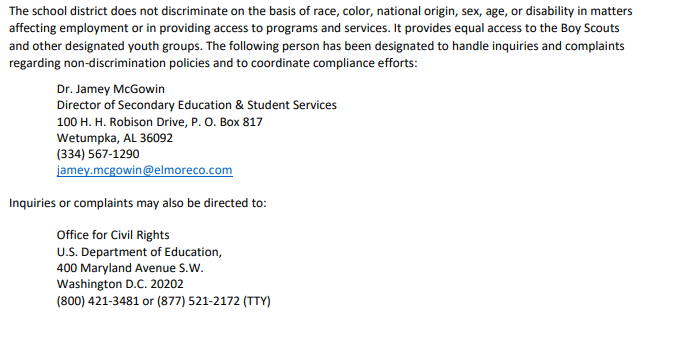 The school district does not discriminate on the basis of race, color, national origin, sex, age, or disability in matters
affecting employment or in providing access to programs and services. It provides equal access to the Boy Scouts
and other designated youth groups. The following person has been designated to handle inquiries and complaints
regarding non-discrimination policies and to coordinate compliance efforts:
Dr. Jamey McGowin
Director of Secondary Education & Student Services
100 H. H. Robison Drive, P. O. Box 817
Wetumpka, AL 36092
(334) 567-1290
jamey.mcgowin@elmoreco.com
Inquiries or complaints may also be directed to:
Office for Civil Rights
U.S. Department of Education,
400 Maryland Avenue S.W.
Washington D.C. 20202
(800) 421-3481 or (877) 521-2172 (TTY)